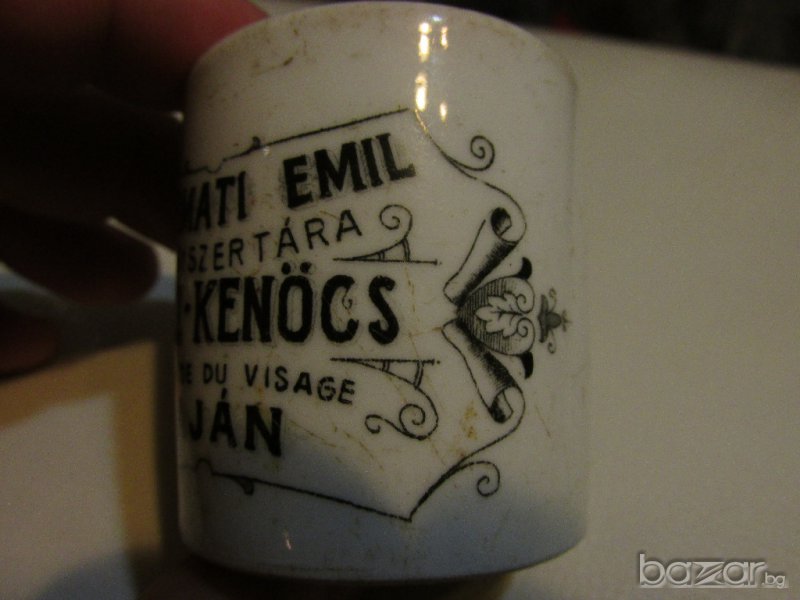 MATI EMIL
SZERTÁRA
KENÖCS
DU VISAGE
JÁN
bazar.bg